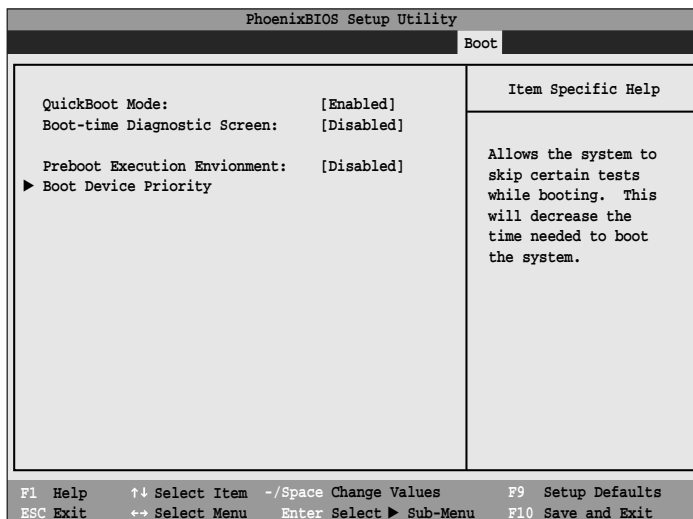 PhoenixBIOS Setup Utility
Boot
QuickBoot Mode: [Enabled]
Boot-time Diagnostic Screen: [Disabled]
Preboot Execution Envionment: [Disabled]
▶ Boot Device Priority
Item Specific Help
Allows the system to
skip certain tests
while booting. This
will decrease the
time needed to boot
the system.
F1 Help ↑↓ Select Item -/Space Change Values F9 Setup Defaults
ESC Exit ←→ Select Menu Enter Select ▶ Sub-Menu F10 Save and Exit